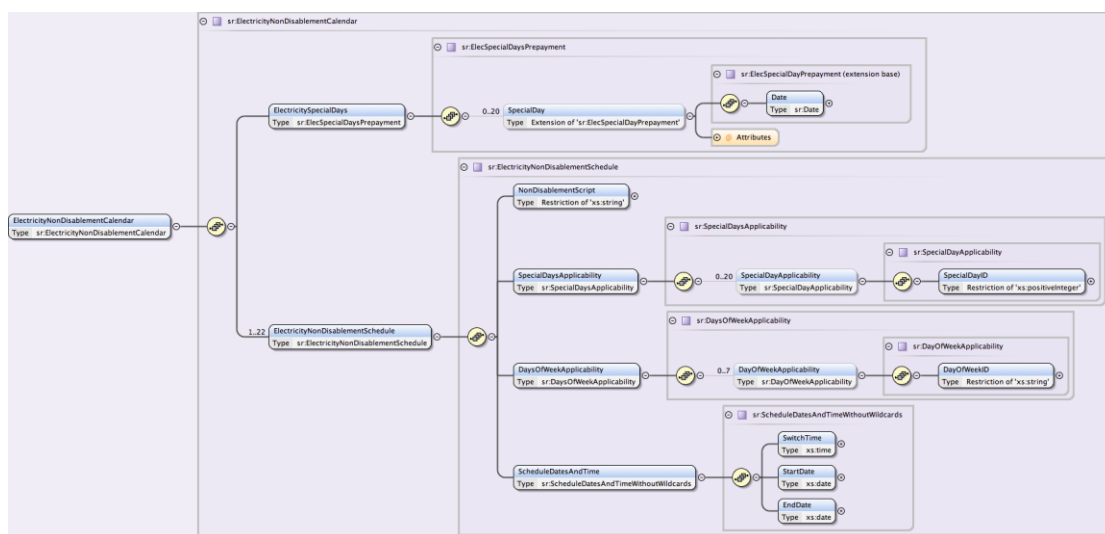 sr:ElectricityNonDisablementCalendar
sr:ElecSpecialDaysPrepayment
sr:ElecSpecialDayPrepayment (extension base)
Date
Type sr:Date
ElectricitySpecialDays
Type sr:ElecSpecialDaysPrepayment
0..20
SpecialDay
Type Extension of 'sr:ElecSpecialDayPrepayment'
Attributes
sr:ElectricityNonDisablementSchedule
NonDisablementScript
Type Restriction of 'xs:string'
ElectricityNonDisablementCalendar
Type sr:ElectricityNonDisablementCalendar
sr:SpecialDaysApplicability
sr:SpecialDayApplicability
SpecialDaysApplicability
Type sr:SpecialDaysApplicability
0..20
SpecialDayApplicability
Type sr:SpecialDayApplicability
SpecialDayID
Type Restriction of 'xs:positiveInteger'
1..22
ElectricityNonDisablementSchedule
Type sr:ElectricityNonDisablementSchedule
sr:DaysOfWeekApplicability
sr:DayOfWeekApplicability
DaysOfWeekApplicability
Type sr:DaysOfWeekApplicability
0..7
DayOfWeekApplicability
Type sr:DayOfWeekApplicability
DayOfWeekID
Type Restriction of 'xs:string'
sr:ScheduleDatesAndTimeWithoutWildcards
SwitchTime
Type xs:time
ScheduleDatesAndTime
Type sr:ScheduleDatesAndTimeWithoutWildcards
StartDate
Type xs:date
EndDate
Type xs:date